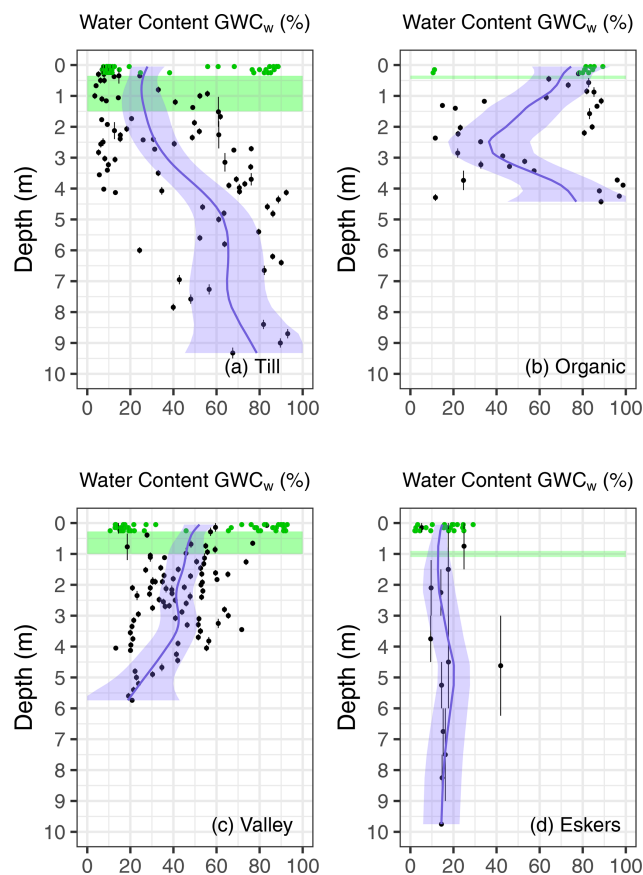 Water Content GWCw (%)
Water Content GWCw (%)
Depth (m)
0
1
2
3
4
5
6
7
8
9
10
(a) Till
0 20 40 60 80 100
Depth (m)
0
1
2
3
4
5
6
7
8
9
10
(b) Organic
0 20 40 60 80 100
Water Content GWCw (%)
Water Content GWCw (%)
Depth (m)
0
1
2
3
4
5
6
7
8
9
10
(c) Valley
0 20 40 60 80 100
Depth (m)
0
1
2
3
4
5
6
7
8
9
10
(d) Eskers
0 20 40 60 80 100